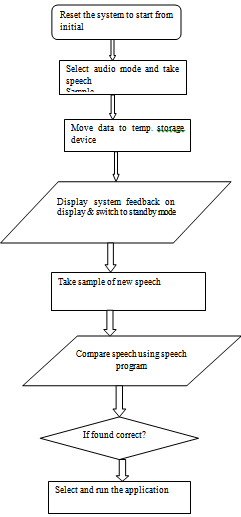 Reset the system to start from
initial
Select audio mode and take
speech
Sample
Move data to temp. storage
device
Display system feedback on
display & switch to standby mode
Take sample of new speech
Compare speech using speech
program
If found correct?
Select and run the application